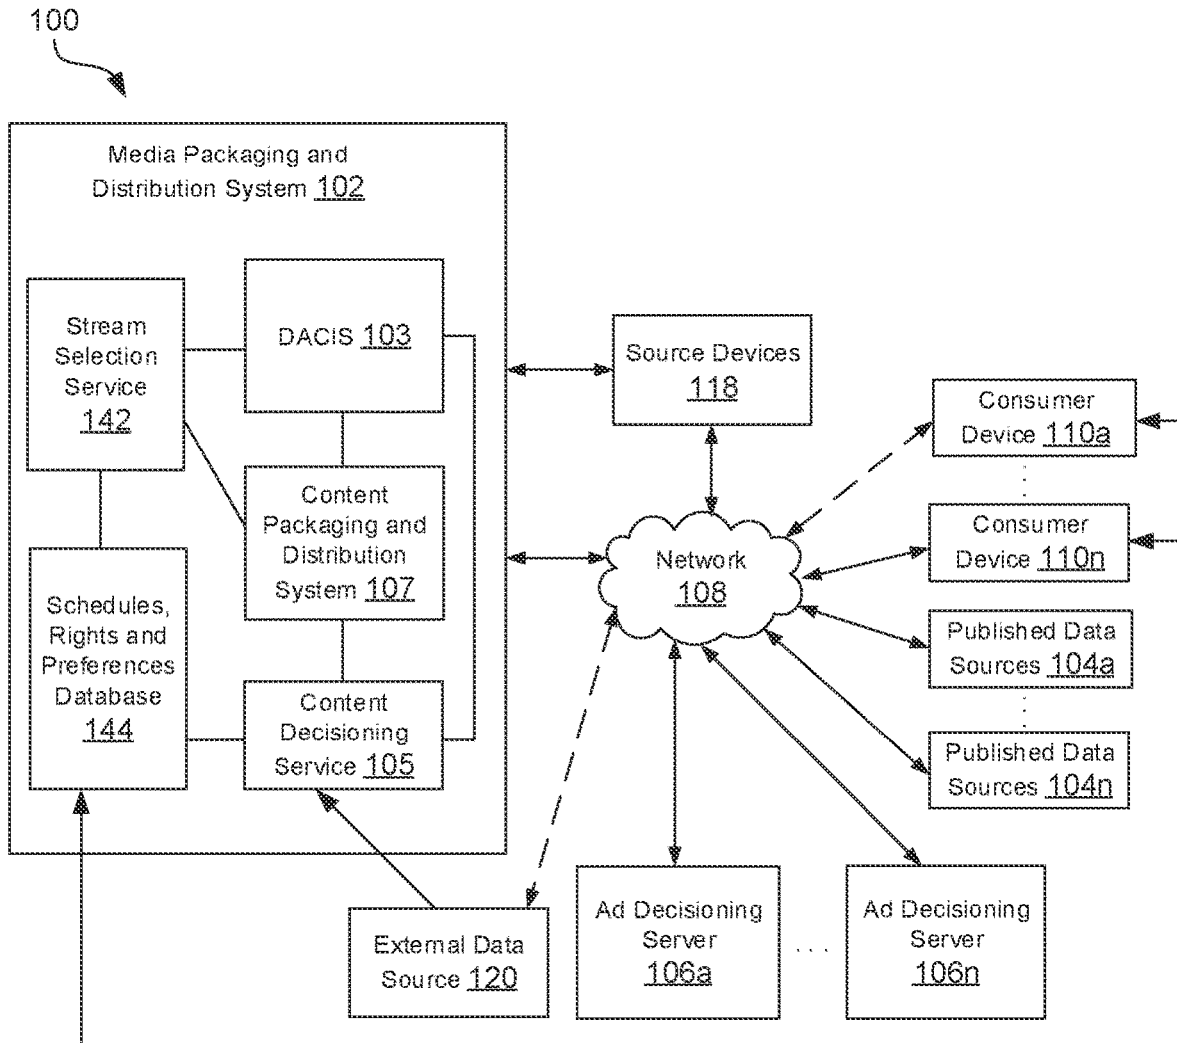 100
Media Packaging and
Distribution System 102
Stream
Selection
Service
142
DACIS 103
Content
Packaging and
Distribution
System 107
Schedules,
Rights and
Preferences
Database
144
Content
Decisioning
Service 105
Source Devices
118
Network
108
Consumer
Device 110a
Consumer
Device 110n
Published Data
Sources 104a
Published Data
Sources 104n
External Data
Source 120
Ad Decisioning
Server
106a
. . .
Ad Decisioning
Server
106n